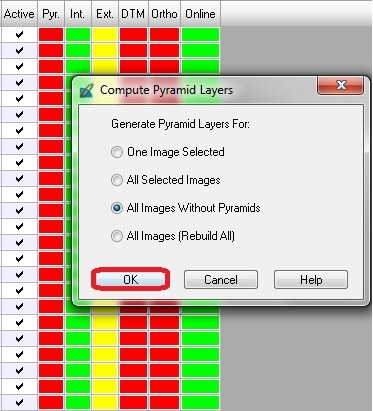 Active Pyr. Int. Ext. DTM Ortho Online
Compute Pyramid Layers
Generate Pyramid Layers For:
One Image Selected
All Selected Images
All Images Without Pyramids
All Images (Rebuild All)
OK Cancel Help